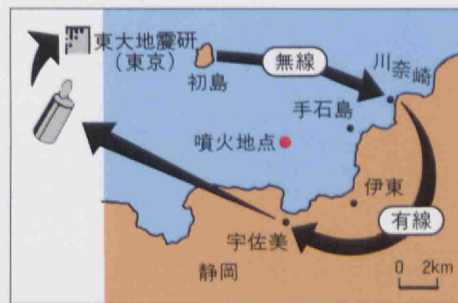 東大地震研
(東京)
初島
無線
川奈崎
手石島
噴火地点
伊東
有線
宇佐美
静岡
0 2km